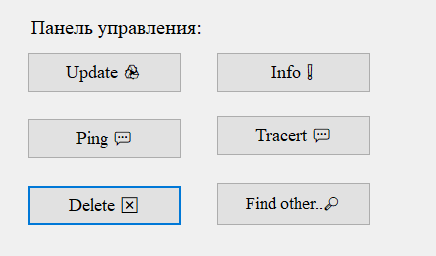 Панель управления:
Update ♻
Info ❕
Ping 💬
Tracert 💬
Delete ❎
Find other..🔎